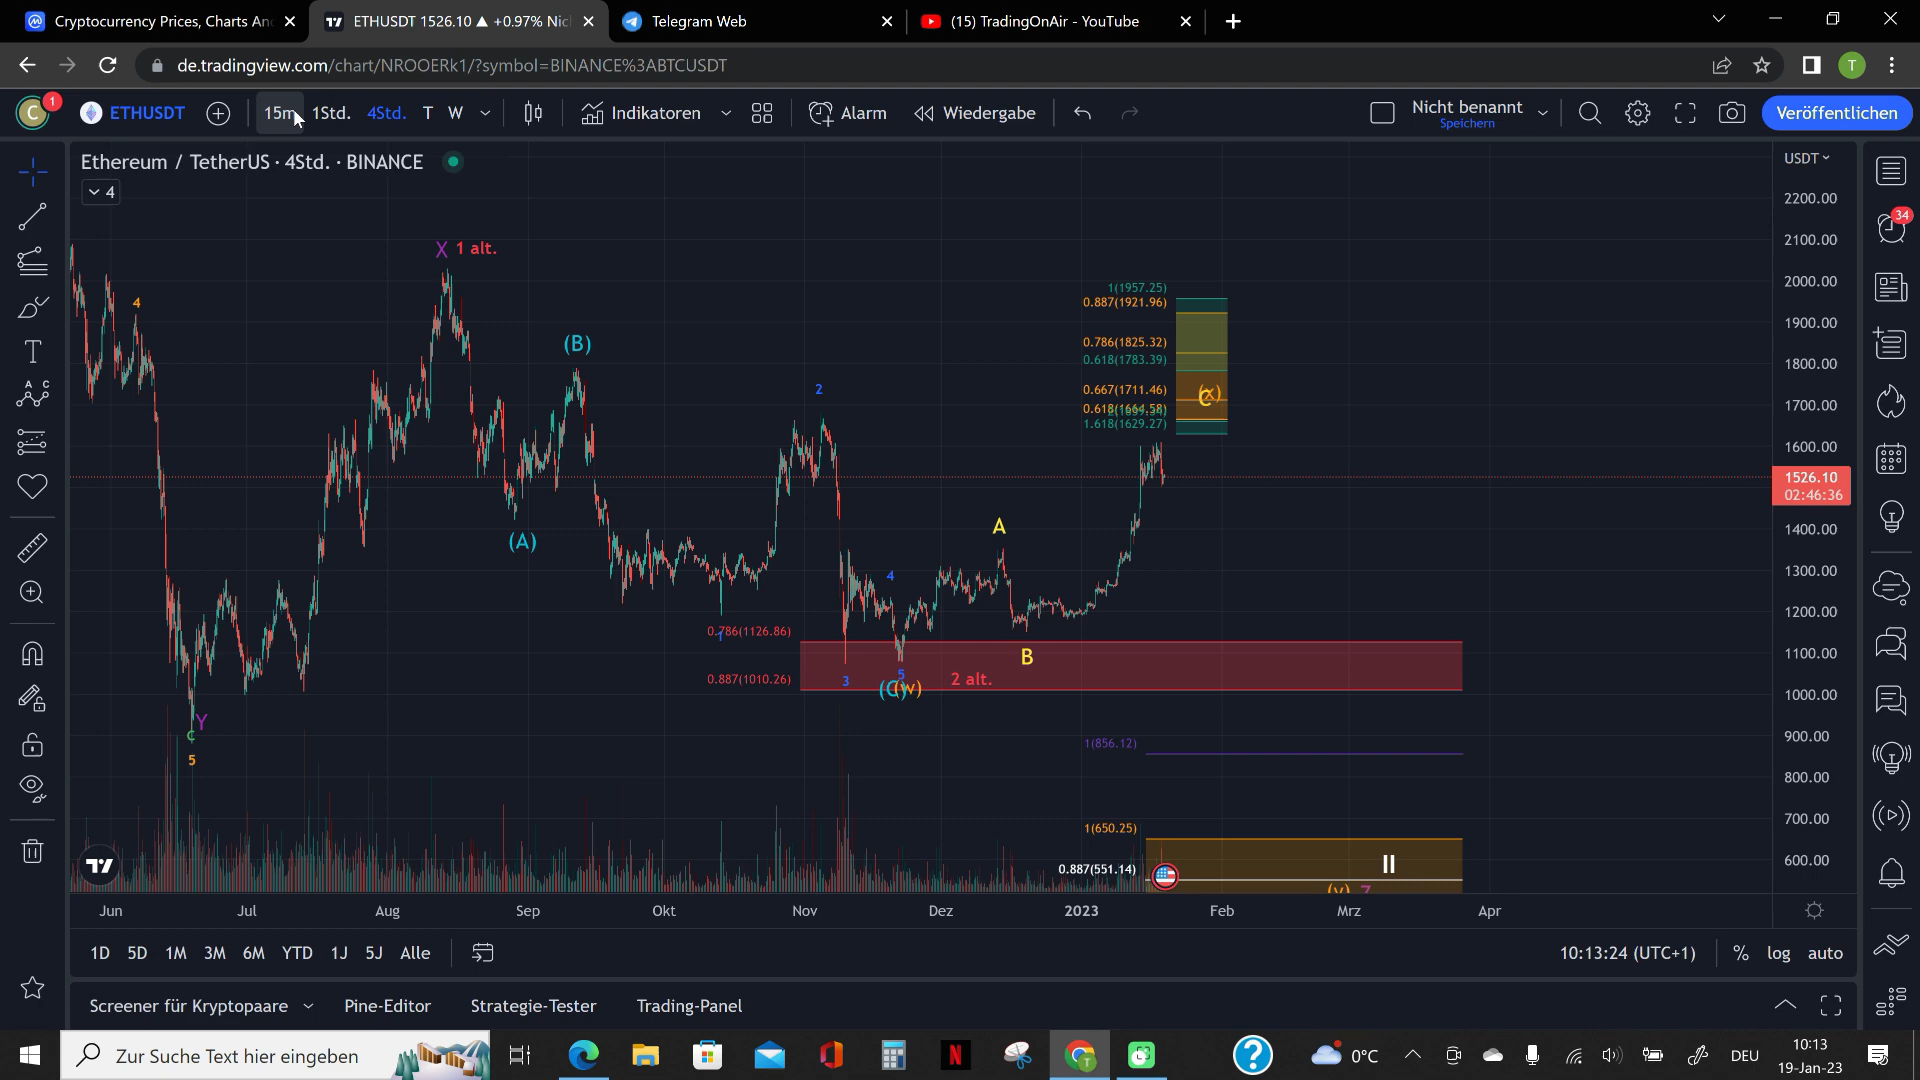 Cryptocurrency Prices, Charts An
ETHUSDT 1526.10 ▲ +0.97% Nic
Telegram Web
(15) TradingOnAir - YouTube
de.tradingview.com/chart/NROOERk1/?symbol=BINANCE%3ABTCUSDT
T
C
1
ETHUSDT
15m
1Std.
4Std.
T
W
Indikatoren
Alarm
Wiedergabe
Nicht benannt
Speichern
Veröffentlichen
Ethereum / TetherUS · 4Std. · BINANCE
4
USDT
2200.00
2100.00
2000.00
1900.00
1800.00
1700.00
1600.00
1526.10
02:46:36
1400.00
1300.00
1200.00
1100.00
1000.00
900.00
800.00
700.00
600.00
34
X 1 alt.
4
(B)
(A)
2
1(1957.25)
0.887(1921.96)
0.786(1825.32)
0.618(1783.39)
0.667(1711.46)
0.618(1664.58)
1.618(1629.27)
C
(x)
A
4
0.786(1126.86)
1
B
0.887(1010.26)
3
5
(C)
(w)
2 alt.
Y
c
5
1(856.12)
1(650.25)
0.887(551.14)
II
(y) Z
Jun
Jul
Aug
Sep
Okt
Nov
Dez
2023
Feb
Mrz
Apr
1D
5D
1M
3M
6M
YTD
1J
5J
Alle
10:13:24 (UTC+1)
%
log
auto
Screener für Kryptopaare
Pine-Editor
Strategie-Tester
Trading-Panel
Zur Suche Text hier eingeben
0°C
DEU
10:13
19-Jan-23